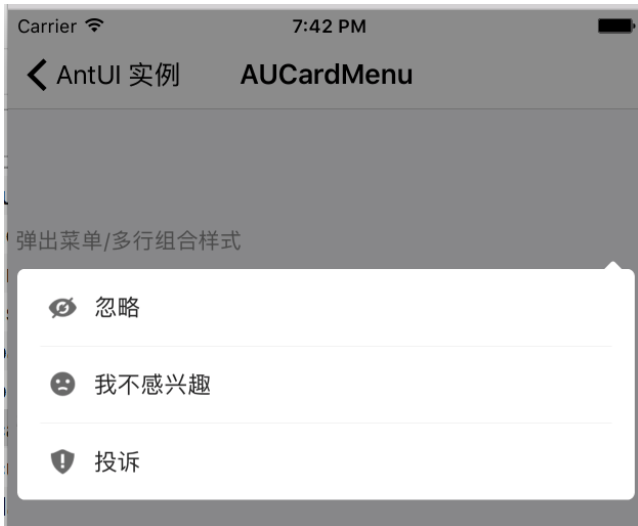 Carrier 7:42 PM
AntUI 实例 AUCardMenu
弹出菜单/多行组合样式
忽略
我不感兴趣
投诉